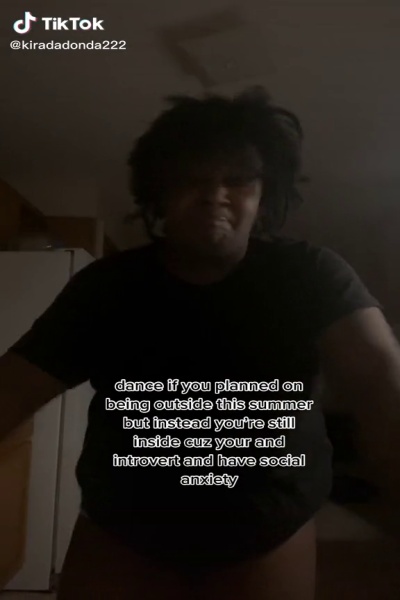 TikTok
@kiradadonda222
dance if you planned on
being outside this summer
but instead you're still
inside cuz your and
introvert and have social
anxiety